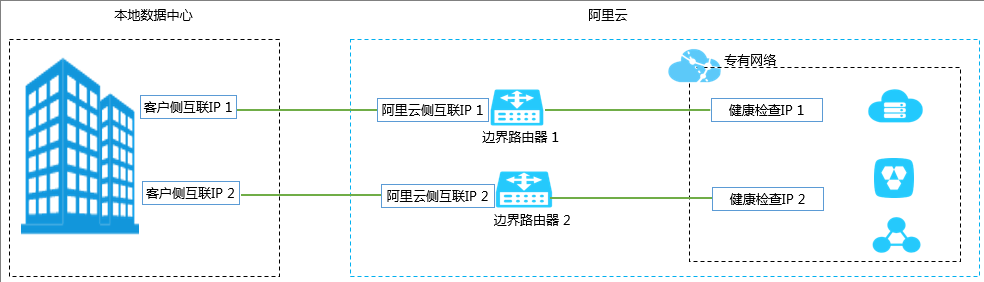 本地数据中心
阿里云
专有网络
客户侧互联IP 1
阿里云侧互联IP 1
健康检查IP 1
边界路由器 1
客户侧互联IP 2
阿里云侧互联IP 2
健康检查IP 2
边界路由器 2